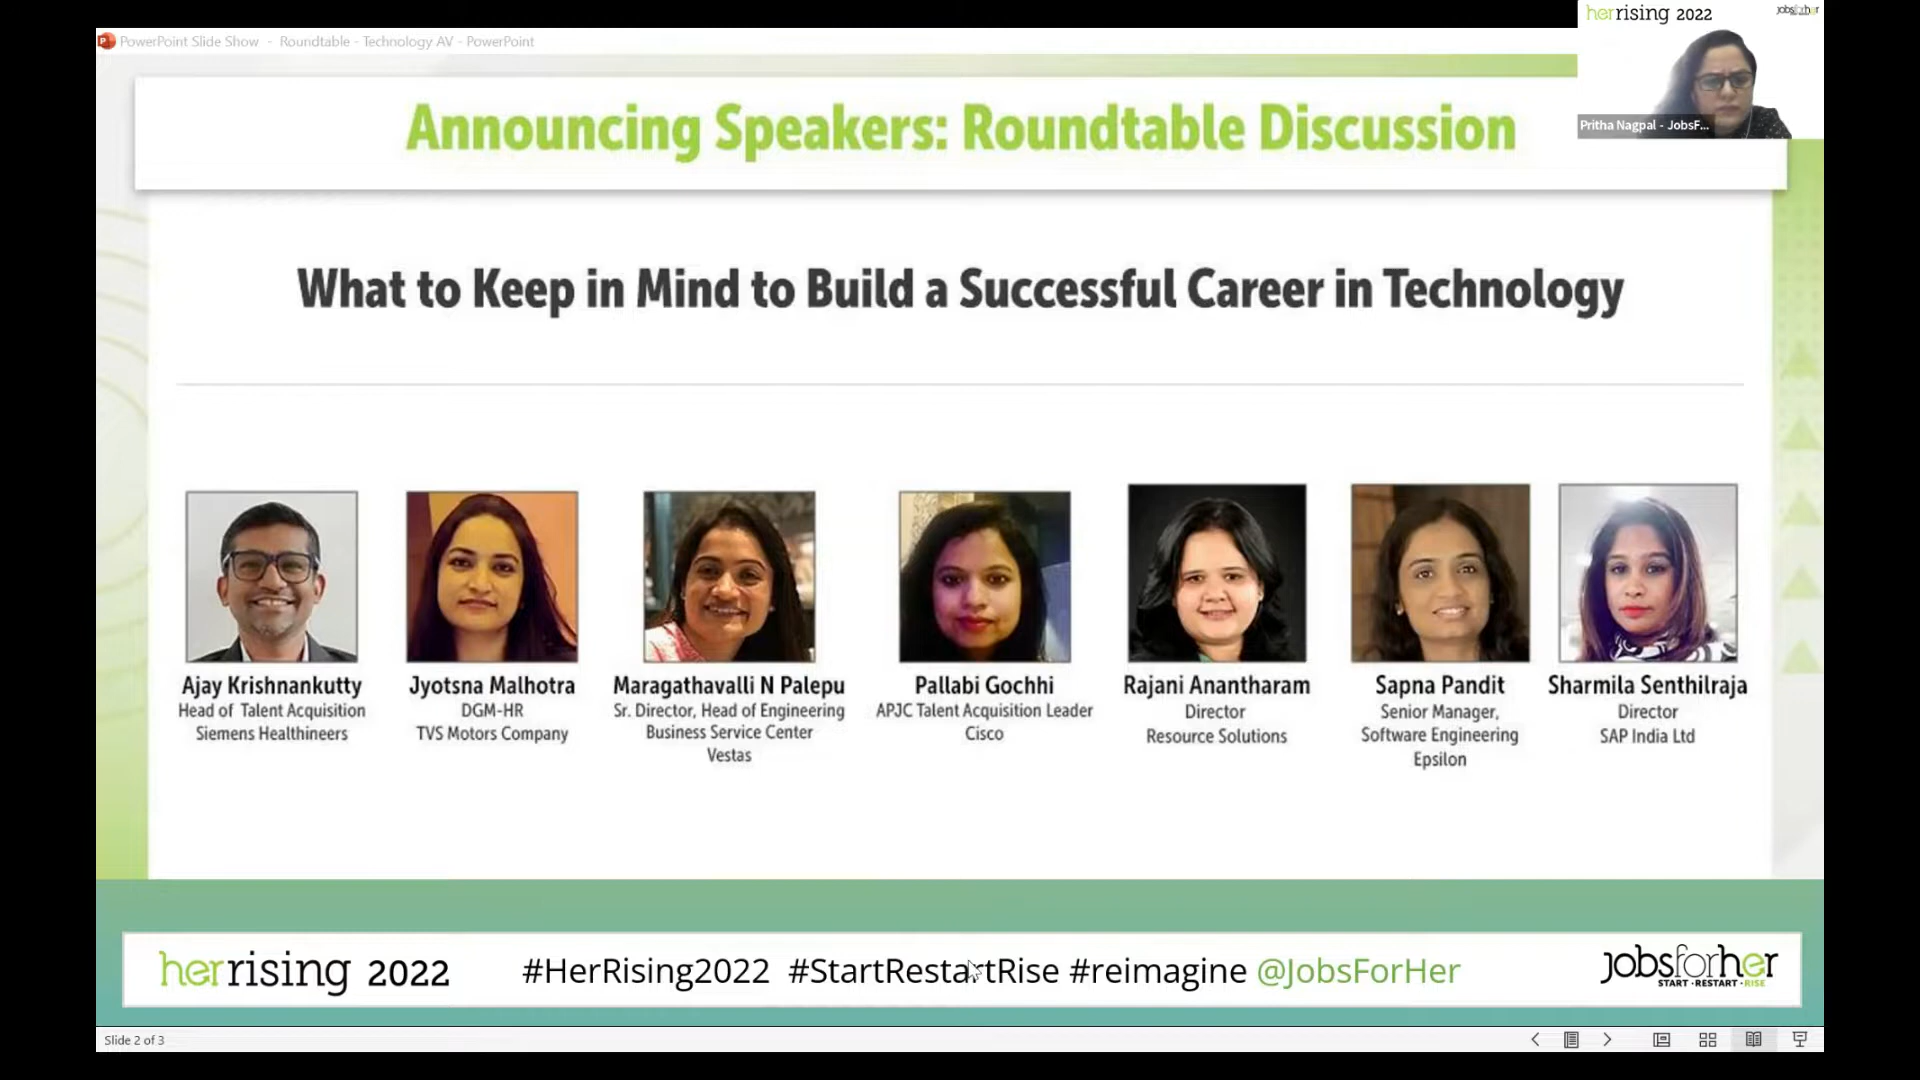 herrising 2022 jobsforher
PowerPoint Slide Show - Roundtable - Technology AV - PowerPoint
Pritha Nagpal - JobsF...
Announcing Speakers: Roundtable Discussion
What to Keep in Mind to Build a Successful Career in Technology
Ajay Krishnankutty
Head of Talent Acquisition
Siemens Healthineers
Jyotsna Malhotra
DGM-HR
TVS Motors Company
Maragathavalli N Palepu
Sr. Director, Head of Engineering
Business Service Center
Vestas
Pallabi Gochhi
APJC Talent Acquisition Leader
Cisco
Rajani Anantharam
Director
Resource Solutions
Sapna Pandit
Senior Manager,
Software Engineering
Epsilon
Sharmila Senthilraja
Director
SAP India Ltd
herrising 2022 #HerRising2022 #StartRestartRise #reimagine @JobsForHer jobsforher
START · RESTART · RISE
Slide 2 of 3